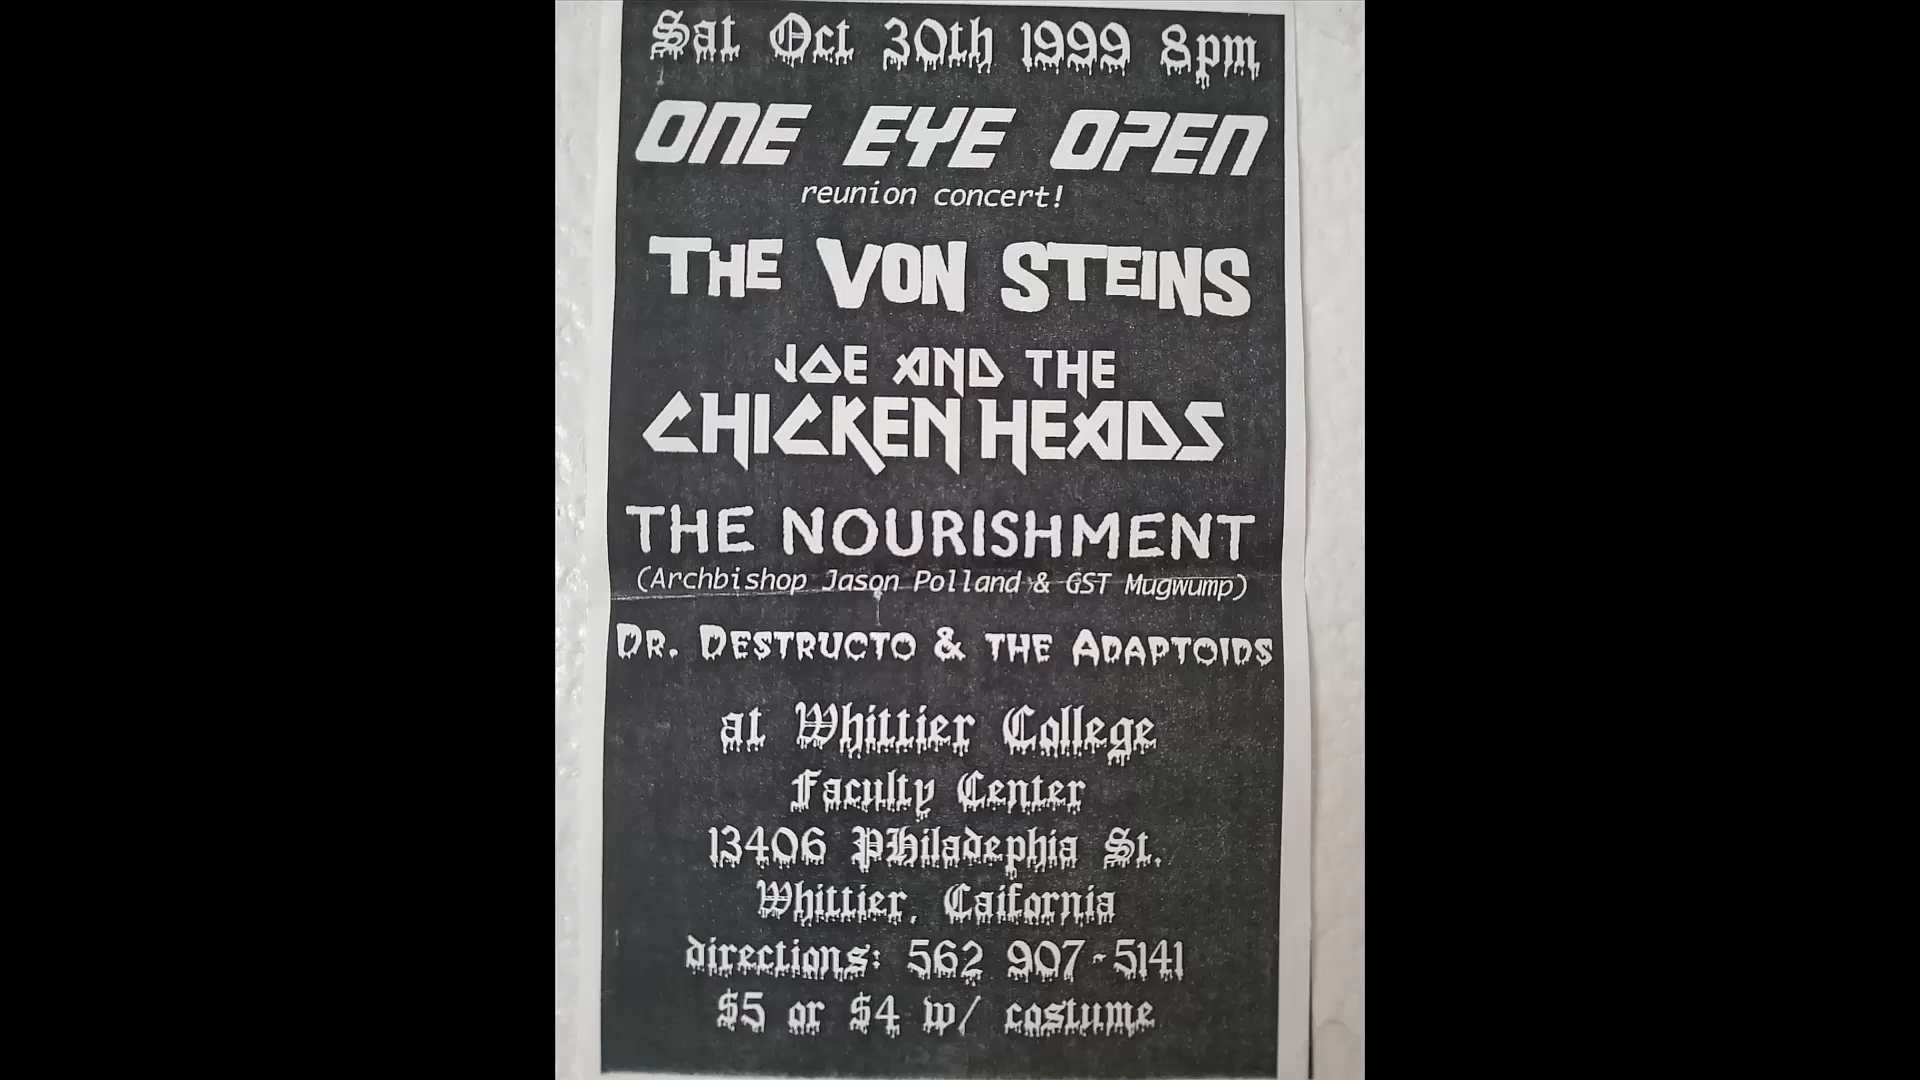 Sat Oct 30th 1999 8pm
ONE EYE OPEN
reunion concert!
THE VON STEINS
JOE AND THE
CHICKEN HEADS
THE NOURISHMENT
(Archbishop Jason Polland & GST Mugwump)
DR. DESTRUCTO & THE ADAPTOIDS
at Whittier College
Faculty Center
13406 PHiladephia St.
Whittier, Caifornia
directions: 562 907-5141
$5 or $4 w/ costume